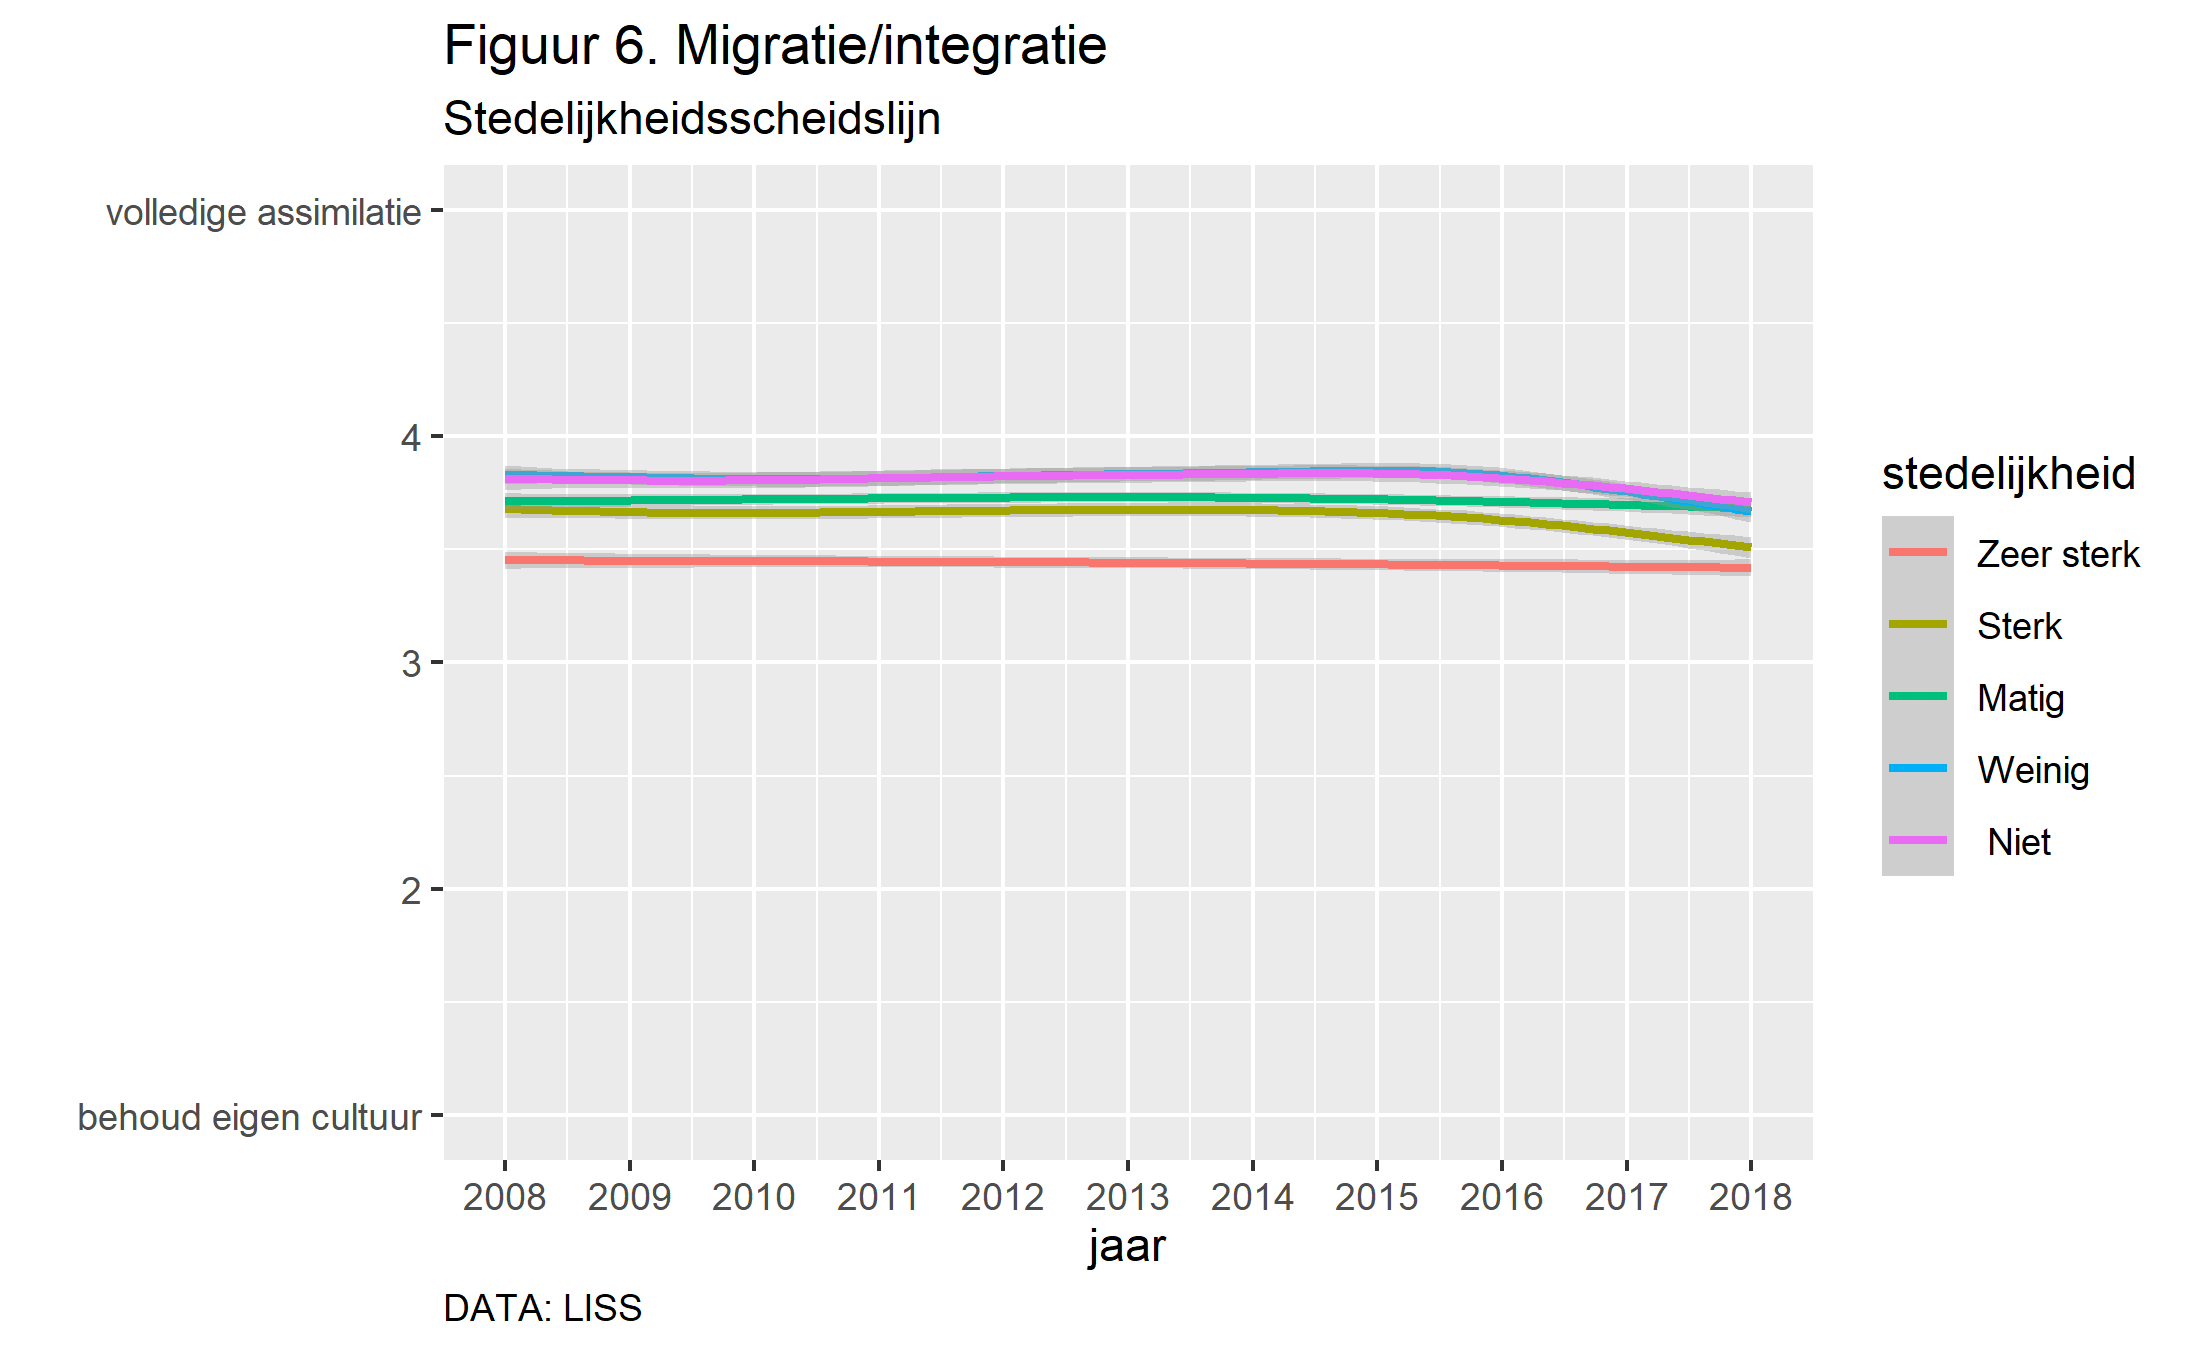 Figuur 6. Migratie/integratie
Stedelijkheidsscheidslijn
volledige assimilatie
4
3
2
behoud eigen cultuur
2008 2009 2010 2011 2012 2013 2014 2015 2016 2017 2018
jaar
DATA: LISS
stedelijkheid
Zeer sterk
Sterk
Matig
Weinig
Niet